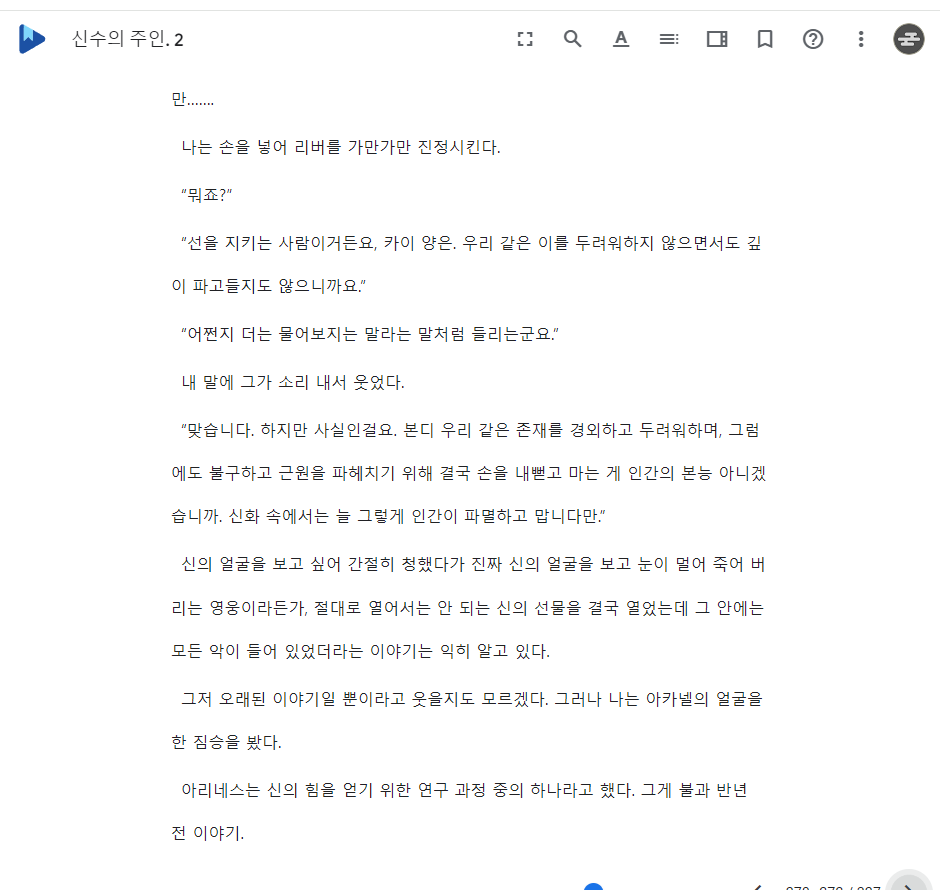 신수의 주인. 2
만.......
나는 손을 넣어 리버를 가만가만 진정시킨다.
“뭐죠?”
“선을 지키는 사람이거든요, 카이 양은. 우리 같은 이를 두려워하지 않으면서도 깊
이 파고들지도 않으니까요.”
“어쩐지 더는 물어보지는 말라는 말처럼 들리는군요.”
내 말에 그가 소리 내서 웃었다.
“맞습니다. 하지만 사실인걸요. 본디 우리 같은 존재를 경외하고 두려워하며, 그럼
에도 불구하고 근원을 파헤치기 위해 결국 손을 내뻗고 마는 게 인간의 본능 아니겠
습니까. 신화 속에서는 늘 그렇게 인간이 파멸하고 맙니다만.”
신의 얼굴을 보고 싶어 간절히 청했다가 진짜 신의 얼굴을 보고 눈이 멀어 죽어 버
리는 영웅이라든가, 절대로 열어서는 안 되는 신의 선물을 결국 열었는데 그 안에는
모든 악이 들어 있었더라는 이야기는 익히 알고 있다.
그저 오래된 이야기일 뿐이라고 웃을지도 모르겠다. 그러나 나는 아카넬의 얼굴을
한 짐승을 봤다.
아리네스는 신의 힘을 얻기 위한 연구 과정 중의 하나라고 했다. 그게 불과 반년
전 이야기.